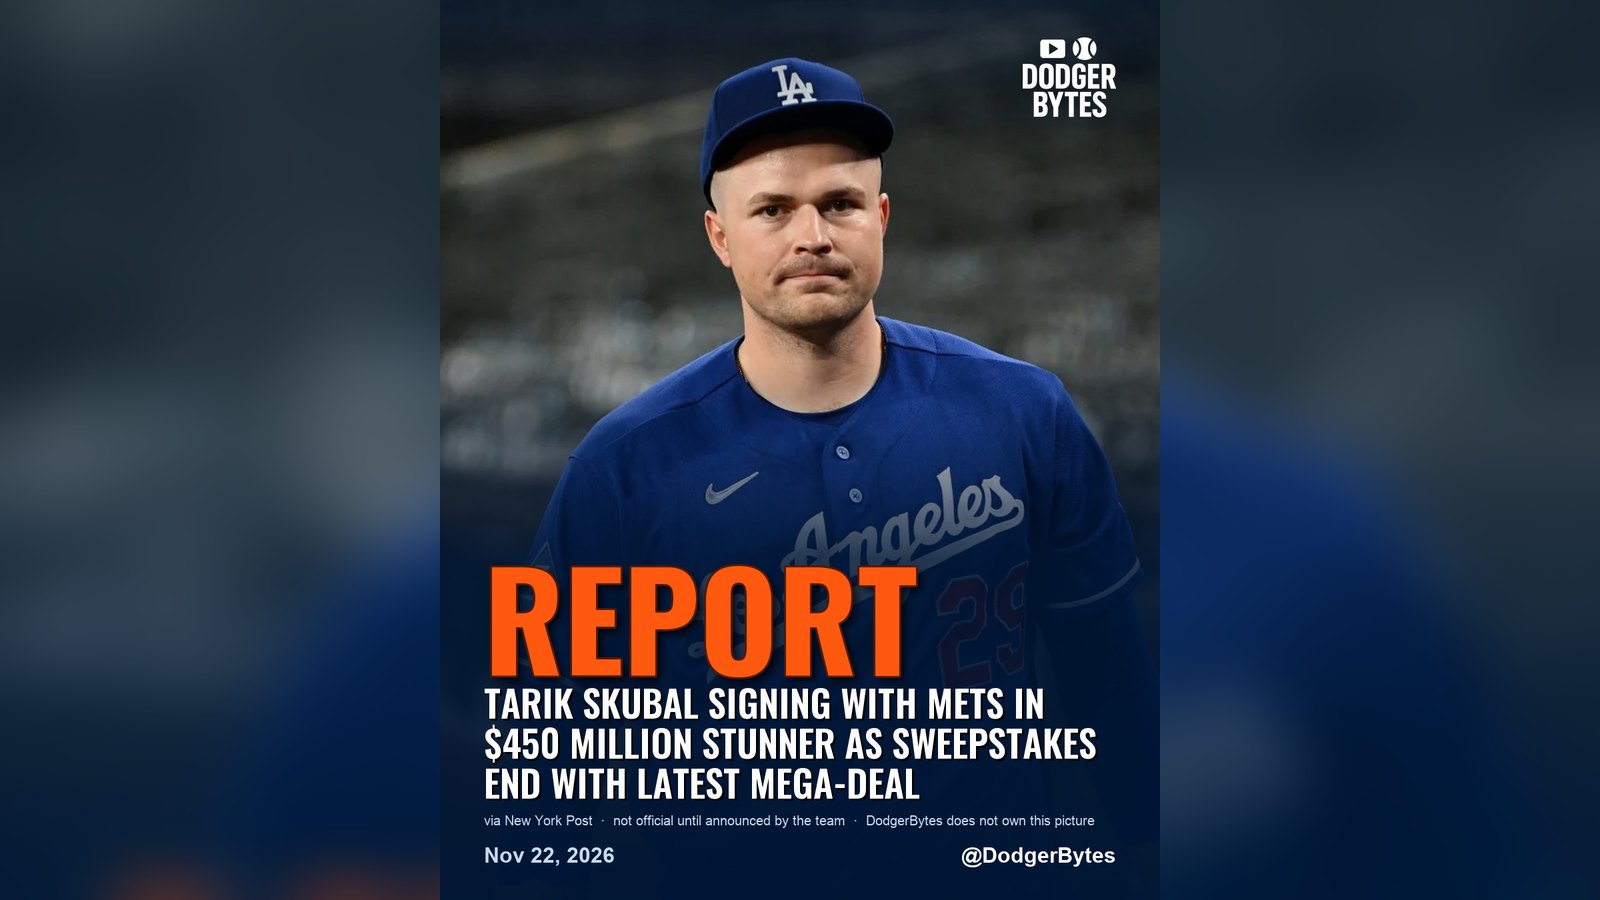 LA
DODGER
BYTES
Los Angeles
29
REPORT
TARIK SKUBAL SIGNING WITH METS IN
$450 MILLION STUNNER AS SWEEPSTAKES
END WITH LATEST MEGA-DEAL
via New York Post · not official until announced by the team · DodgerBytes does not own this picture
Nov 22, 2026
@DodgerBytes